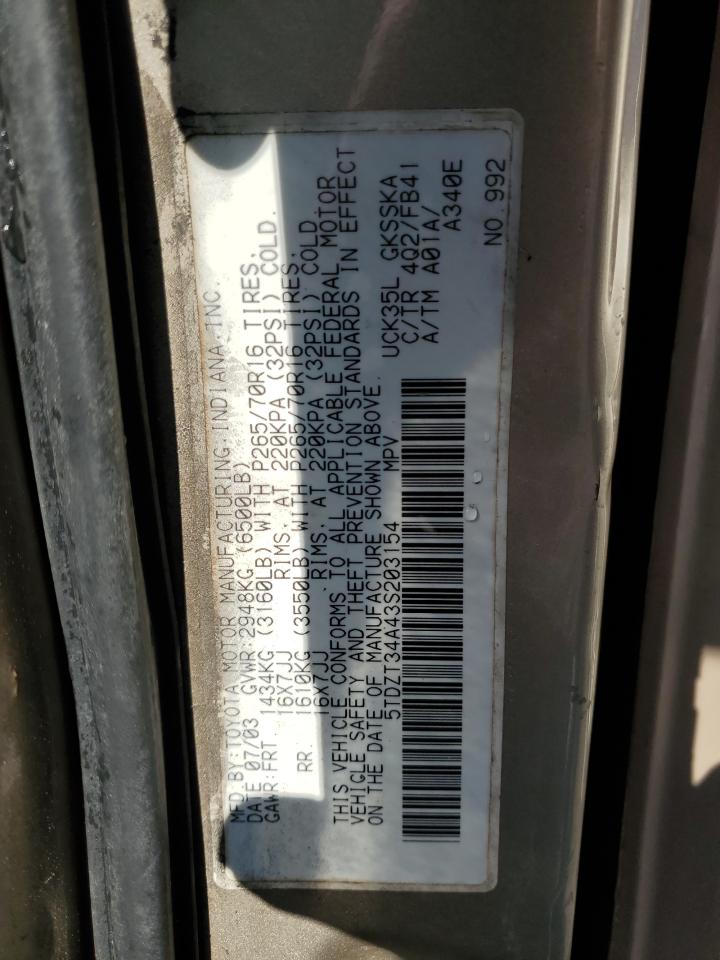 MFD BY:TOYOTA MOTOR MANUFACTURING,INDIANA,INC.
DATE 07/03 GVWR:2948KG (6500LB)
GAWR:FRT. 1434KG (3160LB) WITH P265/70R16 TIRES,
16X7JJ RIMS, AT 220KPA (32PSI) COLD.
RR. 1610KG (3550LB) WITH P265/70R16 TIRES,
16X7JJ RIMS, AT 220KPA (32PSI) COLD.
THIS VEHICLE CONFORMS TO ALL APPLICABLE FEDERAL MOTOR
VEHICLE SAFETY AND THEFT PREVENTION STANDARDS IN EFFECT
ON THE DATE OF MANUFACTURE SHOWN ABOVE.
5TDZT34A43S203154 MPV
UCK35L GKSSKA
C/TR 4Q2/FB41
A/TM A01A/
A340E
NO 992